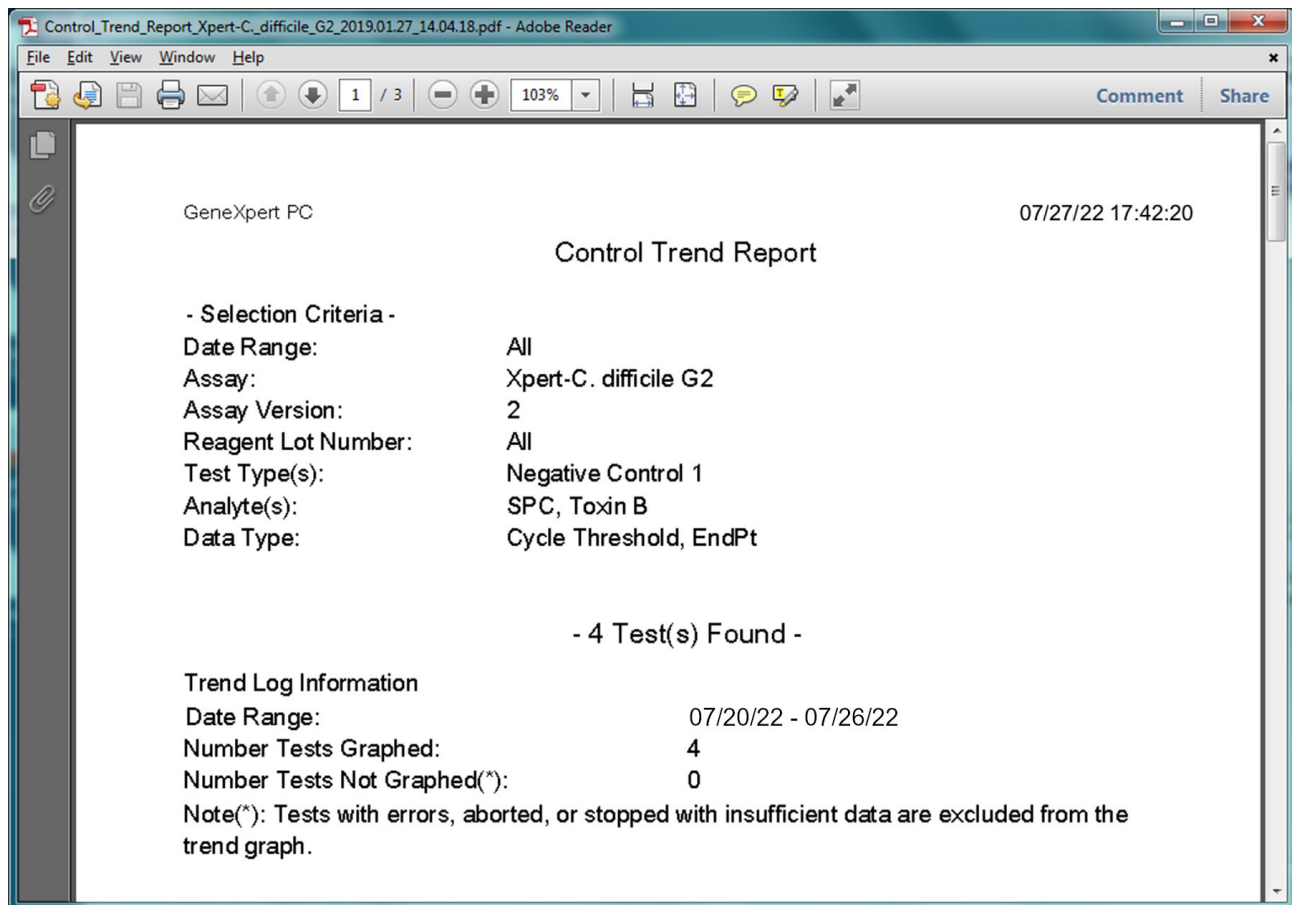 Control_Trend_Report_Xpert-C._difficile_G2_2019.01.27_14.04.18.pdf - Adobe Reader
File Edit View Window Help
1 / 3 103% Comment Share
GeneXpert PC 07/27/22 17:42:20
Control Trend Report
- Selection Criteria -
Date Range: All
Assay: Xpert-C. difficile G2
Assay Version: 2
Reagent Lot Number: All
Test Type(s): Negative Control 1
Analyte(s): SPC, Toxin B
Data Type: Cycle Threshold, EndPt
- 4 Test(s) Found -
Trend Log Information
Date Range: 07/20/22 - 07/26/22
Number Tests Graphed: 4
Number Tests Not Graphed(*): 0
Note(*): Tests with errors, aborted, or stopped with insufficient data are excluded from the
trend graph.